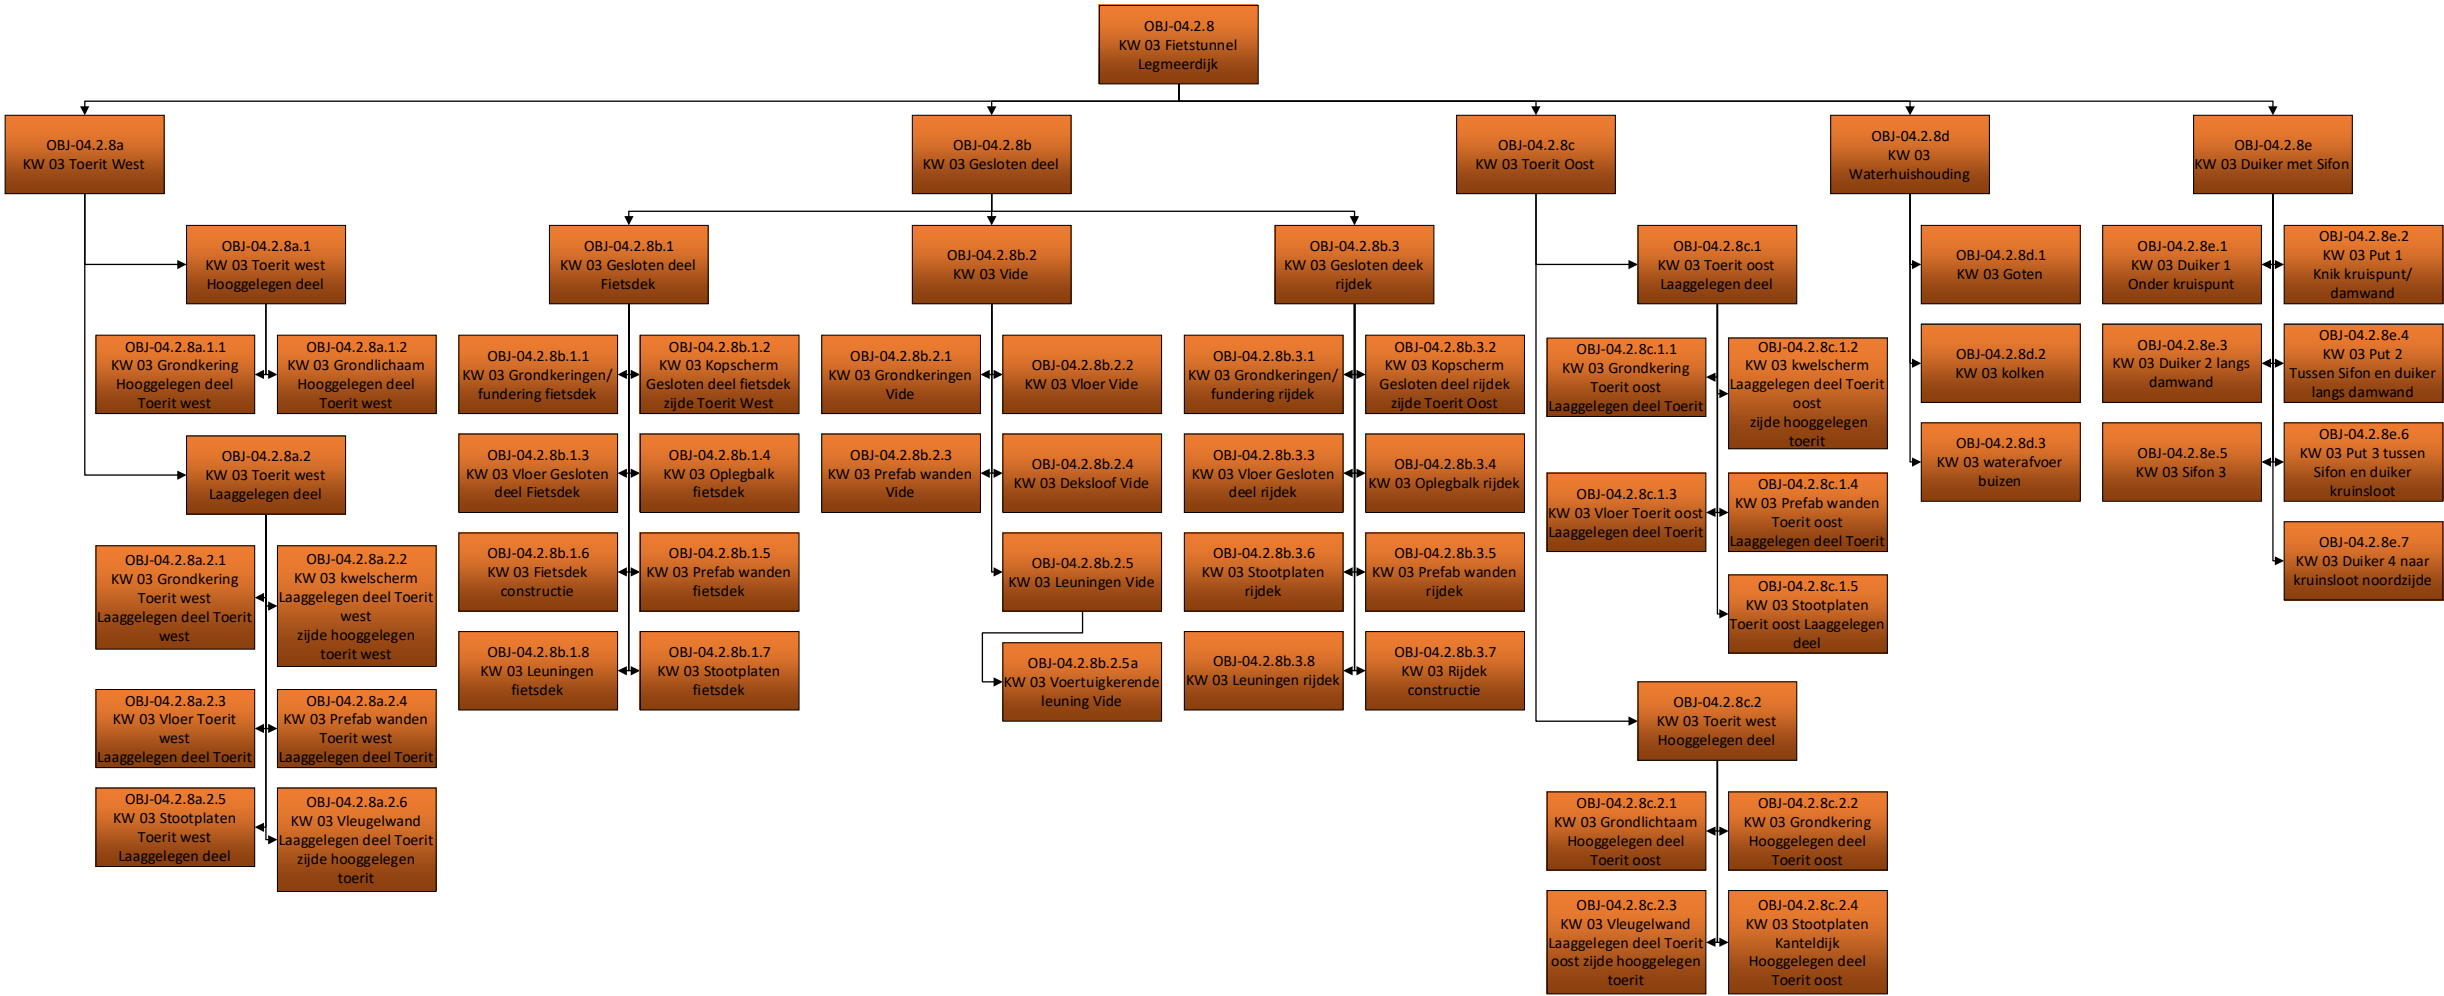 OBJ-04.2.8
KW 03 Fietstunnel
Legmeerdijk
OBJ-04.2.8a
KW 03 Toerit West
OBJ-04.2.8b
KW 03 Gesloten deel
OBJ-04.2.8c
KW 03 Toerit Oost
OBJ-04.2.8d
KW 03
Waterhuishouding
OBJ-04.2.8e
KW 03 Duiker met Sifon
OBJ-04.2.8a.1
KW 03 Toerit west
Hooggelegen deel
OBJ-04.2.8a.1.1
KW 03 Grondkering
Hooggelegen deel
Toerit west
OBJ-04.2.8a.1.2
KW 03 Grondlichaam
Hooggelegen deel
Toerit west
OBJ-04.2.8a.2
KW 03 Toerit west
Laaggelegen deel
OBJ-04.2.8a.2.1
KW 03 Grondkering
Toerit west
Laaggelegen deel Toerit
west
OBJ-04.2.8a.2.2
KW 03 kwelscherm
Laaggelegen deel Toerit
west
zijde hooggelegen
toerit west
OBJ-04.2.8a.2.3
KW 03 Vloer Toerit
west
Laaggelegen deel Toerit
OBJ-04.2.8a.2.4
KW 03 Prefab wanden
Toerit west
Laaggelegen deel Toerit
OBJ-04.2.8a.2.5
KW 03 Stootplaten
Toerit west
Laaggelegen deel
OBJ-04.2.8a.2.6
KW 03 Vleugelwand
Laaggelegen deel Toerit
zijde hooggelegen
toerit
OBJ-04.2.8b.1
KW 03 Gesloten deel
Fietsdek
OBJ-04.2.8b.1.1
KW 03 Grondkeringen/
fundering fietsdek
OBJ-04.2.8b.1.2
KW 03 Kopscherm
Gesloten deel fietsdek
zijde Toerit West
OBJ-04.2.8b.1.3
KW 03 Vloer Gesloten
deel Fietsdek
OBJ-04.2.8b.1.4
KW 03 Oplegbalk
fietsdek
OBJ-04.2.8b.1.6
KW 03 Fietsdek
constructie
OBJ-04.2.8b.1.5
KW 03 Prefab wanden
fietsdek
OBJ-04.2.8b.1.8
KW 03 Leuningen
fietsdek
OBJ-04.2.8b.1.7
KW 03 Stootplaten
fietsdek
OBJ-04.2.8b.2
KW 03 Vide
OBJ-04.2.8b.2.1
KW 03 Grondkeringen
Vide
OBJ-04.2.8b.2.2
KW 03 Vloer Vide
OBJ-04.2.8b.2.3
KW 03 Prefab wanden
Vide
OBJ-04.2.8b.2.4
KW 03 Deksloof Vide
OBJ-04.2.8b.2.5
KW 03 Leuningen Vide
OBJ-04.2.8b.2.5a
KW 03 Voertuigkerende
leuning Vide
OBJ-04.2.8b.3
KW 03 Gesloten deek
rijdek
OBJ-04.2.8b.3.1
KW 03 Grondkeringen/
fundering rijdek
OBJ-04.2.8b.3.2
KW 03 Kopscherm
Gesloten deel rijdek
zijde Toerit Oost
OBJ-04.2.8b.3.3
KW 03 Vloer Gesloten
deel rijdek
OBJ-04.2.8b.3.4
KW 03 Oplegbalk rijdek
OBJ-04.2.8b.3.6
KW 03 Stootplaten
rijdek
OBJ-04.2.8b.3.5
KW 03 Prefab wanden
rijdek
OBJ-04.2.8b.3.8
KW 03 Leuningen rijdek
OBJ-04.2.8b.3.7
KW 03 Rijdek
constructie
OBJ-04.2.8c.1
KW 03 Toerit oost
Laaggelegen deel
OBJ-04.2.8c.1.1
KW 03 Grondkering
Toerit oost
Laaggelegen deel Toerit
OBJ-04.2.8c.1.2
KW 03 kwelscherm
Laaggelegen deel Toerit
oost
zijde hooggelegen
toerit
OBJ-04.2.8c.1.3
KW 03 Vloer Toerit oost
Laaggelegen deel Toerit
OBJ-04.2.8c.1.4
KW 03 Prefab wanden
Toerit oost
Laaggelegen deel Toerit
OBJ-04.2.8c.1.5
KW 03 Stootplaten
Toerit oost Laaggelegen
deel
OBJ-04.2.8c.2
KW 03 Toerit west
Hooggelegen deel
OBJ-04.2.8c.2.1
KW 03 Grondlichtaam
Hooggelegen deel
Toerit oost
OBJ-04.2.8c.2.2
KW 03 Grondkering
Hooggelegen deel
Toerit oost
OBJ-04.2.8c.2.3
KW 03 Vleugelwand
Laaggelegen deel Toerit
oost zijde hooggelegen
toerit
OBJ-04.2.8c.2.4
KW 03 Stootplaten
Kanteldijk
Hooggelegen deel
Toerit oost
OBJ-04.2.8d.1
KW 03 Goten
OBJ-04.2.8d.2
KW 03 kolken
OBJ-04.2.8d.3
KW 03 waterafvoer
buizen
OBJ-04.2.8e.1
KW 03 Duiker 1
Onder kruispunt
OBJ-04.2.8e.2
KW 03 Put 1
Knik kruispunt/
damwand
OBJ-04.2.8e.3
KW 03 Duiker 2 langs
damwand
OBJ-04.2.8e.4
KW 03 Put 2
Tussen Sifon en duiker
langs damwand
OBJ-04.2.8e.5
KW 03 Sifon 3
OBJ-04.2.8e.6
KW 03 Put 3 tussen
Sifon en duiker
kruinsloot
OBJ-04.2.8e.7
KW 03 Duiker 4 naar
kruinsloot noordzijde